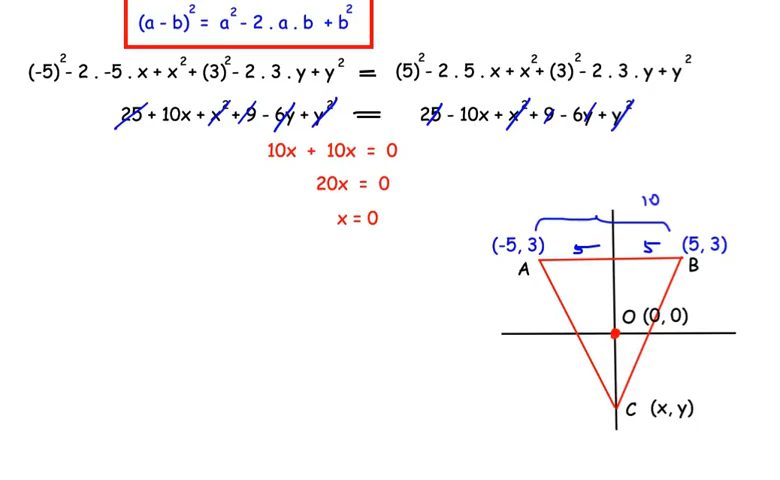 (a - b)² = a² - 2 . a . b + b²
(-5)² - 2 . -5 . x + x² + (3)² - 2 . 3 . y + y² = (5)² - 2 . 5 . x + x² + (3)² - 2 . 3 . y + y²
25 + 10x + x² + 9 - 6y + y² = 25 - 10x + x² + 9 - 6y + y²
10x + 10x = 0
20x = 0
x = 0
10
(-5, 3) 5 5 (5, 3)
A B
O (0, 0)
C (x, y)